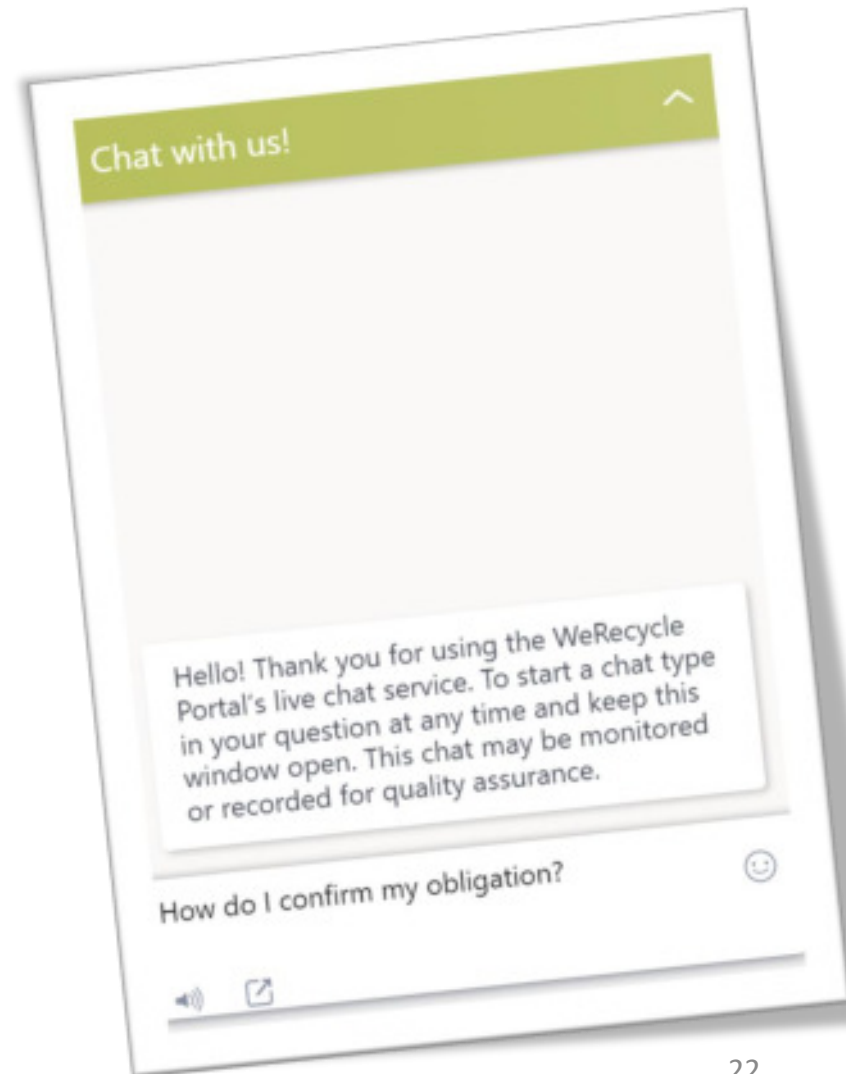 Chat with us!
Hello! Thank you for using the WeRecycle
Portal's live chat service. To start a chat type
in your question at any time and keep this
window open. This chat may be monitored
or recorded for quality assurance.
How do I confirm my obligation?
22